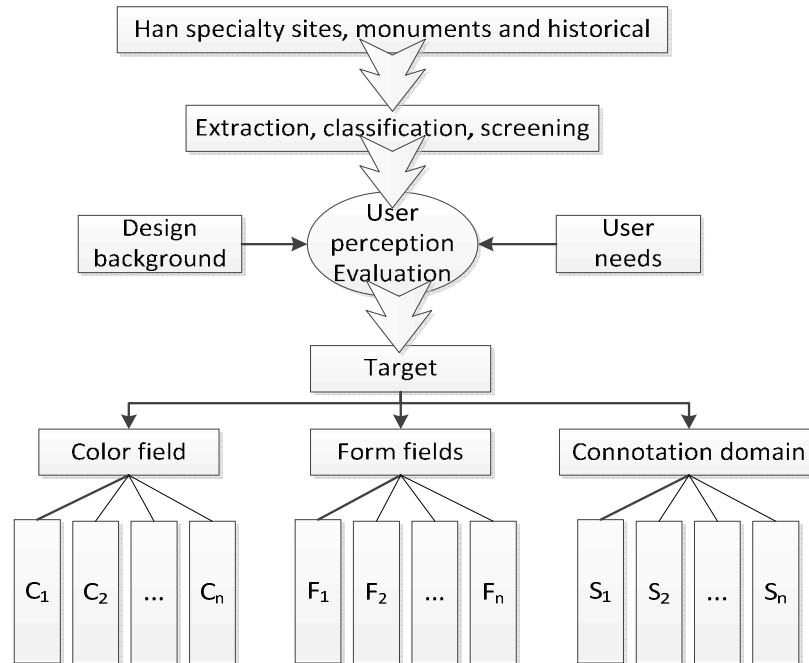 Han specialty sites, monuments and historical
Extraction, classification, screening
Design
background
User
perception
Evaluation
User
needs
Target
Color field
Form fields
Connotation domain
C₁
C₂
...
Cₙ
F₁
F₂
...
Fₙ
S₁
S₂
...
Sₙ